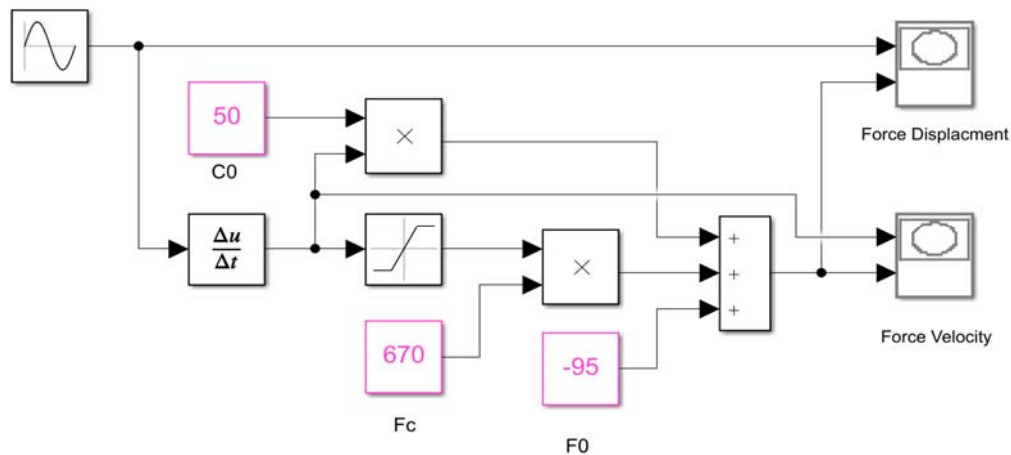 50
×
Force Displacment
C0
Δu
Δt
+
×
+
+
670
-95
Force Velocity
Fc
F0